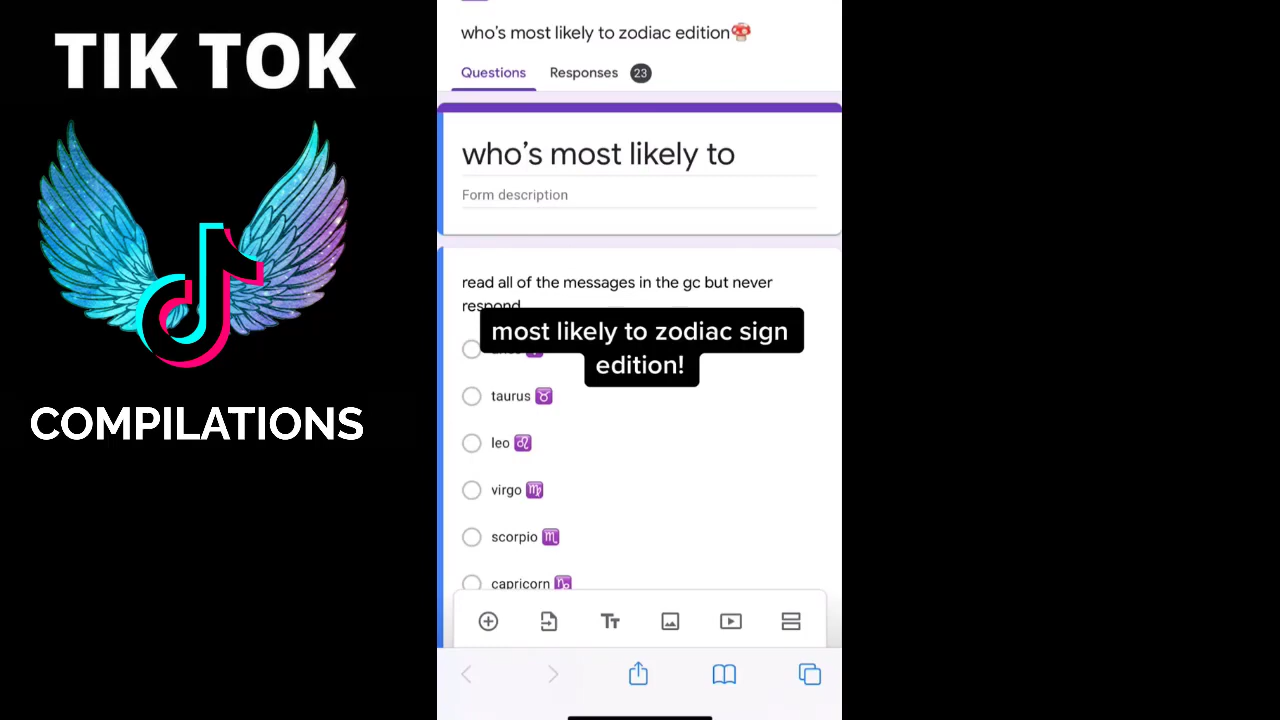 TIK TOK
COMPILATIONS
who's most likely to zodiac edition🍄
Questions Responses 23
who's most likely to
Form description
read all of the messages in the gc but never
respond
most likely to zodiac sign
edition!
taurus ♉
leo ♌
virgo ♍
scorpio ♏
capricorn ♑
Tт